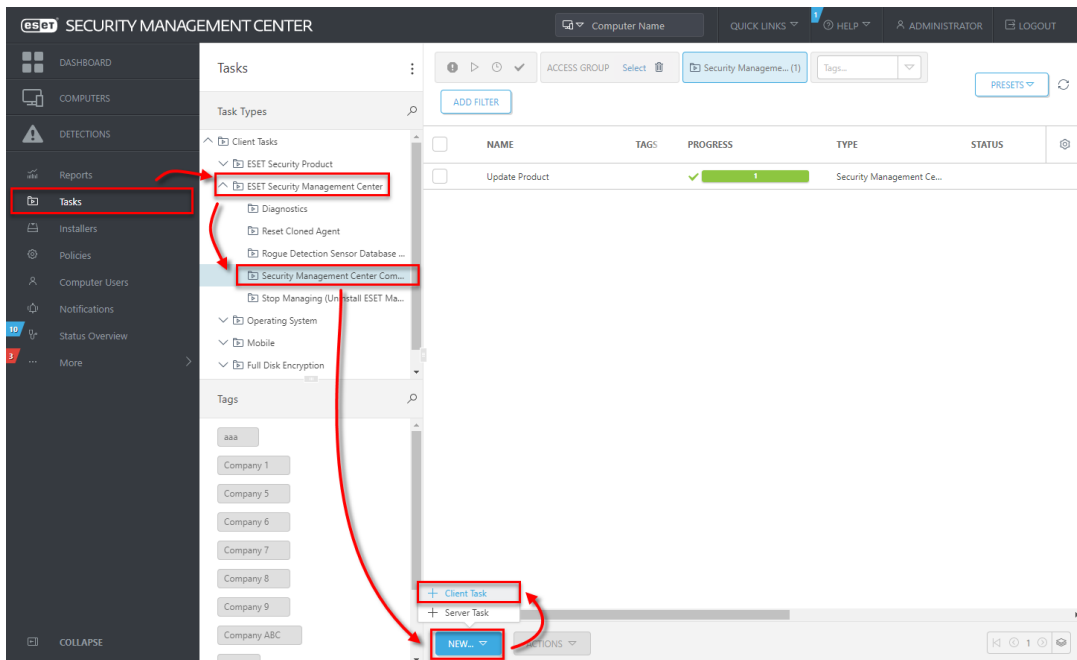 eset SECURITY MANAGEMENT CENTER
Computer Name
QUICK LINKS
1
HELP
ADMINISTRATOR
LOGOUT
DASHBOARD
COMPUTERS
DETECTIONS
Reports
Tasks
Installers
Policies
Computer Users
Notifications
10
Status Overview
3
More
COLLAPSE
Tasks
Task Types
Client Tasks
ESET Security Product
ESET Security Management Center
Diagnostics
Reset Cloned Agent
Rogue Detection Sensor Database ...
Security Management Center Com...
Stop Managing (Uninstall ESET Ma...
Operating System
Mobile
Full Disk Encryption
Tags
aaa
Company 1
Company 5
Company 6
Company 7
Company 8
Company 9
Company ABC
ACCESS GROUP Select
Security Manageme... (1)
Tags...
PRESETS
ADD FILTER
NAME TAGS PROGRESS TYPE STATUS
Update Product 1 Security Management Ce...
+ Client Task
+ Server Task
NEW...
ACTIONS
1